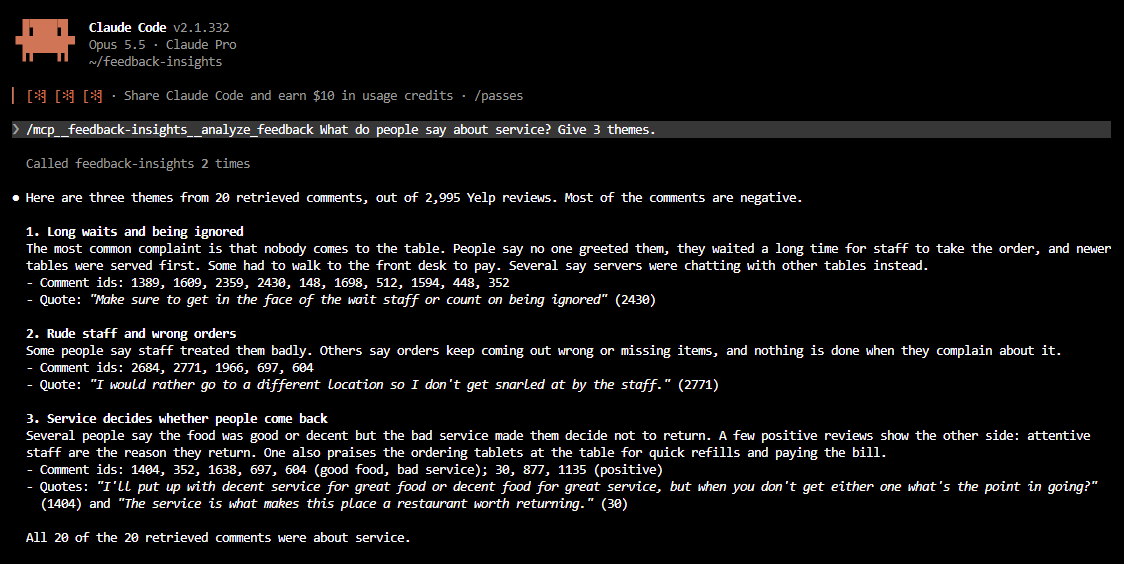 Claude Code v2.1.332
Opus 5.5 · Claude Pro
~/feedback-insights
· Share Claude Code and earn $10 in usage credits · /passes
❯ /mcp__feedback-insights__analyze_feedback What do people say about service? Give 3 themes.
Called feedback-insights 2 times
● Here are three themes from 20 retrieved comments, out of 2,995 Yelp reviews. Most of the comments are negative.
1. Long waits and being ignored
The most common complaint is that nobody comes to the table. People say no one greeted them, they waited a long time for staff to take the order, and newer
tables were served first. Some had to walk to the front desk to pay. Several say servers were chatting with other tables instead.
- Comment ids: 1389, 1609, 2359, 2430, 148, 1698, 512, 1594, 448, 352
- Quote: "Make sure to get in the face of the wait staff or count on being ignored" (2430)
2. Rude staff and wrong orders
Some people say staff treated them badly. Others say orders keep coming out wrong or missing items, and nothing is done when they complain about it.
- Comment ids: 2684, 2771, 1966, 697, 604
- Quote: "I would rather go to a different location so I don't get snarled at by the staff." (2771)
3. Service decides whether people come back
Several people say the food was good or decent but the bad service made them decide not to return. A few positive reviews show the other side: attentive
staff are the reason they return. One also praises the ordering tablets at the table for quick refills and paying the bill.
- Comment ids: 1404, 352, 1638, 697, 604 (good food, bad service); 30, 877, 1135 (positive)
- Quotes: "I'll put up with decent service for great food or decent food for great service, but when you don't get either one what's the point in going?"
(1404) and "The service is what makes this place a restaurant worth returning." (30)
All 20 of the 20 retrieved comments were about service.